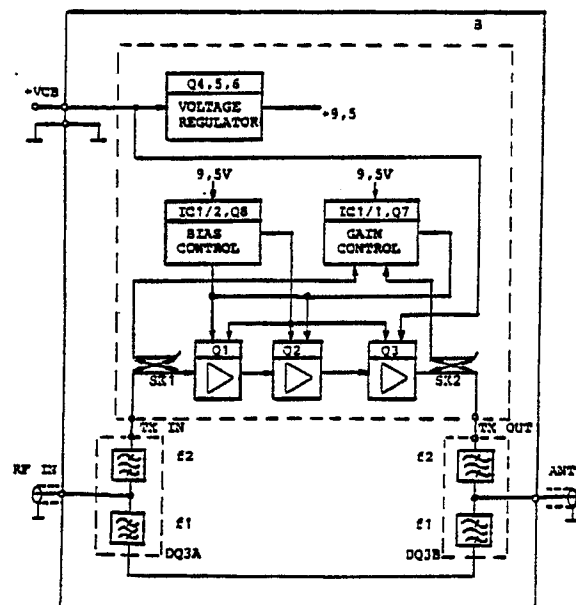 B
+VCB
Q4,5,6
VOLTAGE
REGULATOR
+9,5
9,5V
9,5V
IC1/2,Q8
IC1/1,Q7
BIAS
CONTROL
GAIN
CONTROL
Q1
Q2
Q3
SK1
SK2
TX IN
TX OUT
f2
f2
RF IN
ANT
f1
f1
DQ3A
DQ3B